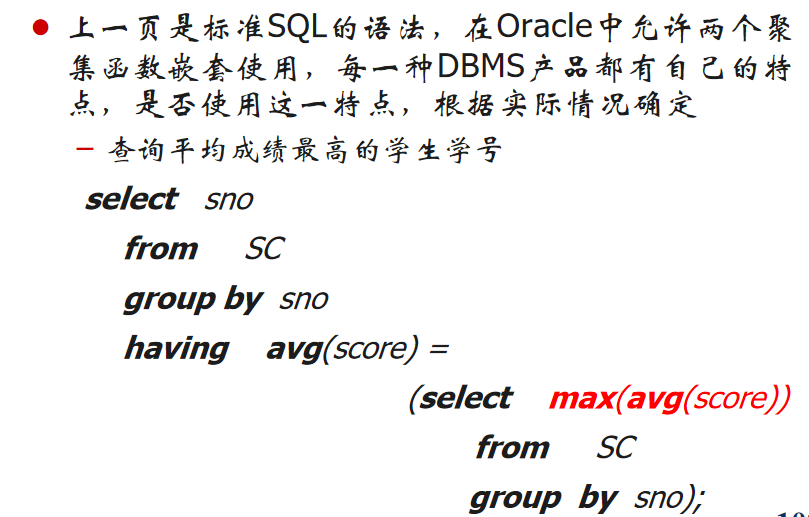 ● 上一页是标准SQL的语法，在Oracle中允许两个聚
集函数嵌套使用，每一种DBMS产品都有自己的特
点，是否使用这一特点，根据实际情况确定
－ 查询平均成绩最高的学生学号
select sno
from SC
group by sno
having avg(score) =
(select max(avg(score))
from SC
group by sno);